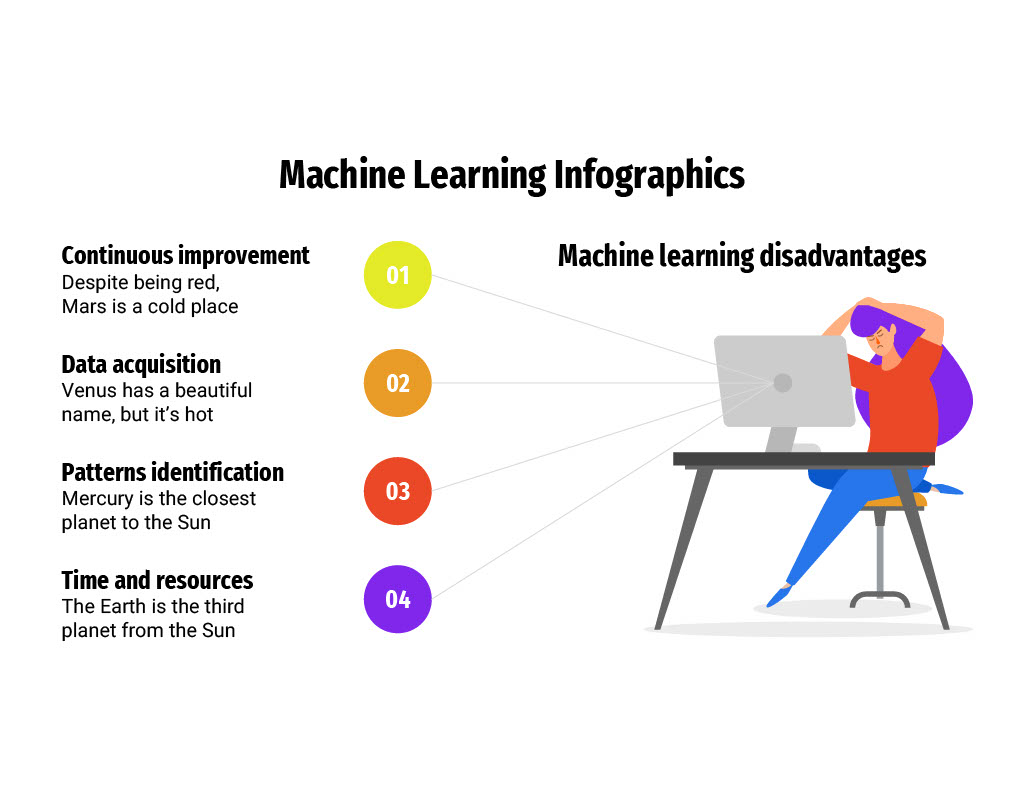 Machine Learning Infographics
Continuous improvement
Despite being red,
Mars is a cold place
01
Data acquisition
Venus has a beautiful
name, but it’s hot
02
Patterns identification
Mercury is the closest
planet to the Sun
03
Time and resources
The Earth is the third
planet from the Sun
04
Machine learning disadvantages